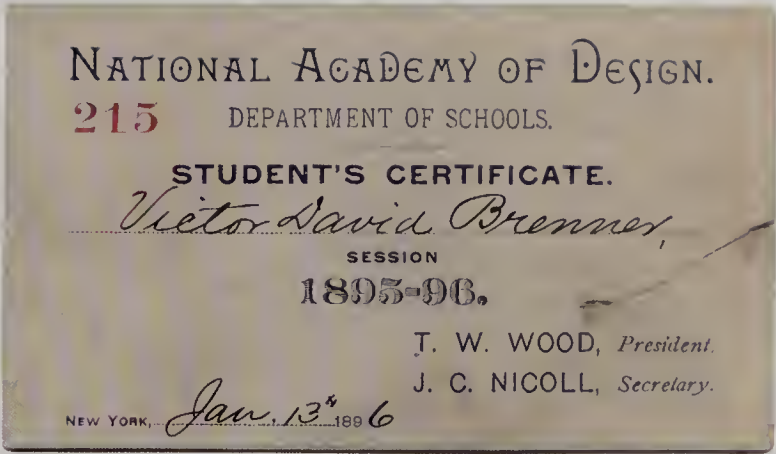 NATIONAL ACADEMY OF DESIGN.
215 DEPARTMENT OF SCHOOLS.
STUDENT'S CERTIFICATE.
Victor David Brenner,
SESSION
1895-96.
T. W. WOOD, President.
J. C. NICOLL, Secretary.
NEW YORK, Jan. 13th 1896